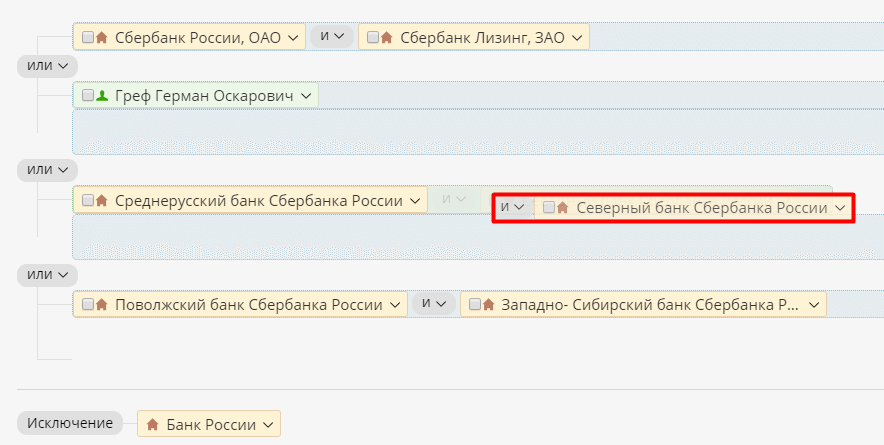 Сбербанк России, ОАО и Сбербанк Лизинг, ЗАО
или
Греф Герман Оскарович
или
Среднерусский банк Сбербанка России и
и Северный банк Сбербанка России
или
Поволжский банк Сбербанка России и Западно- Сибирский банк Сбербанка Р...
Исключение Банк России